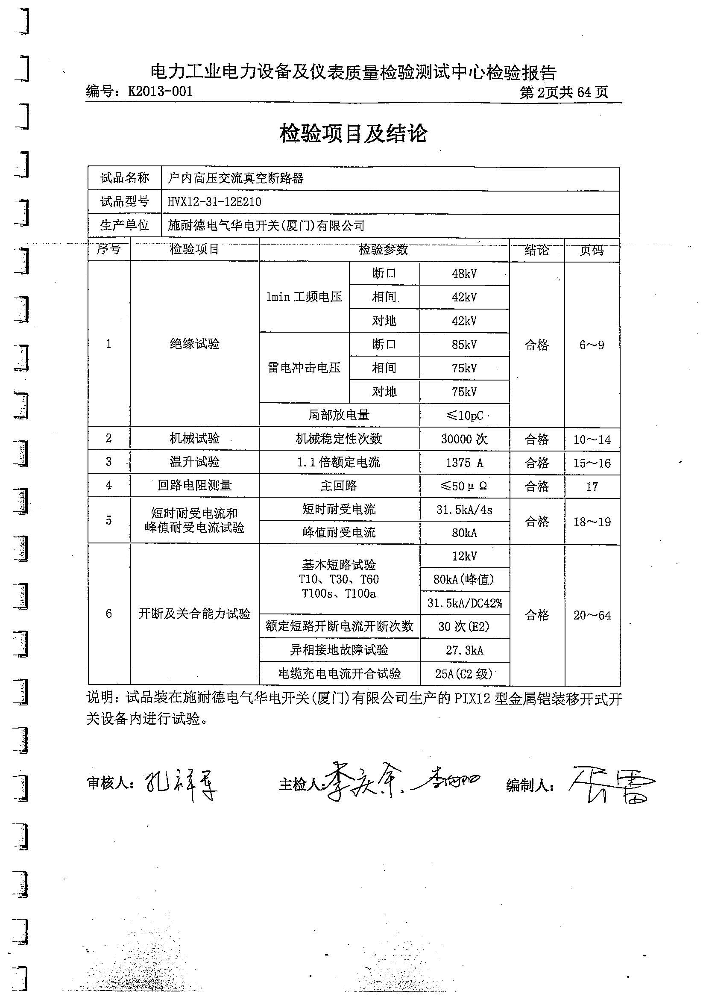 电力工业电力设备及仪表质量检验测试中心检验报告
编号：K2013-001 第2页共64页
检验项目及结论
试品名称 户内高压交流真空断路器
试品型号 HVX12-31-12E210
生产单位 施耐德电气华电开关(厦门)有限公司
序号 检验项目 检验参数 结论 页码
1 绝缘试验 1min工频电压 断口 48kV 合格 6～9
相间 42kV
对地 42kV
雷电冲击电压 断口 85kV
相间 75kV
对地 75kV
局部放电量 ≤10pC
2 机械试验 机械稳定性次数 30000次 合格 10～14
3 温升试验 1.1倍额定电流 1375 A 合格 15～16
4 回路电阻测量 主回路 ≤50μΩ 合格 17
5 短时耐受电流和 短时耐受电流 31.5kA/4s 合格 18～19
峰值耐受电流试验 峰值耐受电流 80kA
6 开断及关合能力试验 基本短路试验 12kV 合格 20～64
T10、T30、T60 80kA(峰值)
T100s、T100a 31.5kA/DC42%
额定短路开断电流开断次数 30次(E2)
异相接地故障试验 27.3kA
电缆充电电流开合试验 25A(C2级)
说明：试品装在施耐德电气华电开关(厦门)有限公司生产的PIX12型金属铠装移开式开
关设备内进行试验。
审核人：孔祥军 主检人：李庆余、李向阳 编制人：